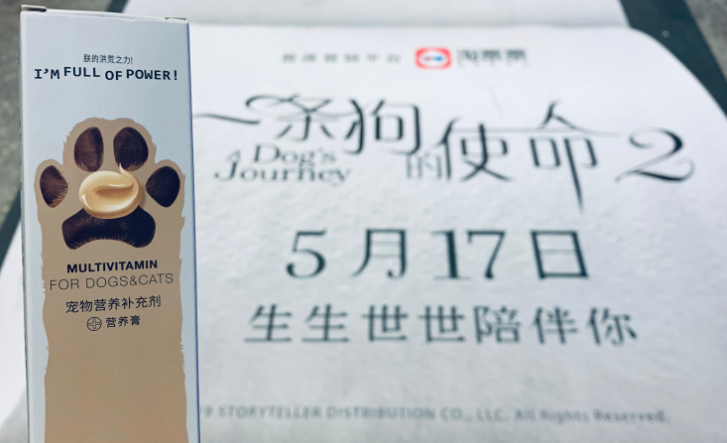 朕的洪荒之力!
I'M FULL OF POWER!
MULTIVITAMIN
FOR DOGS&CATS
宠物营养补充剂
营养膏
淘票票
一条狗的使命2
A Dog's
Journey
5月17日
生生世世陪伴你
STORYTELLER DISTRIBUTION CO., LLC. All Rights Reserved.